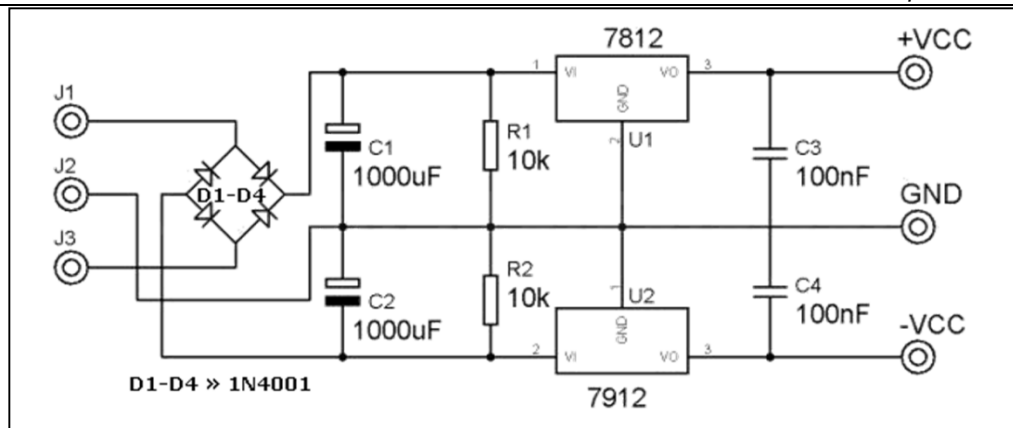 7812
+VCC
1
VI
VO
3
GND
2
U1
J1
J2
J3
D1-D4
C1
1000uF
R1
10k
C3
100nF
GND
C2
1000uF
R2
10k
1
U2
GND
C4
100nF
-VCC
2
VI
VO
3
7912
D1-D4 » 1N4001